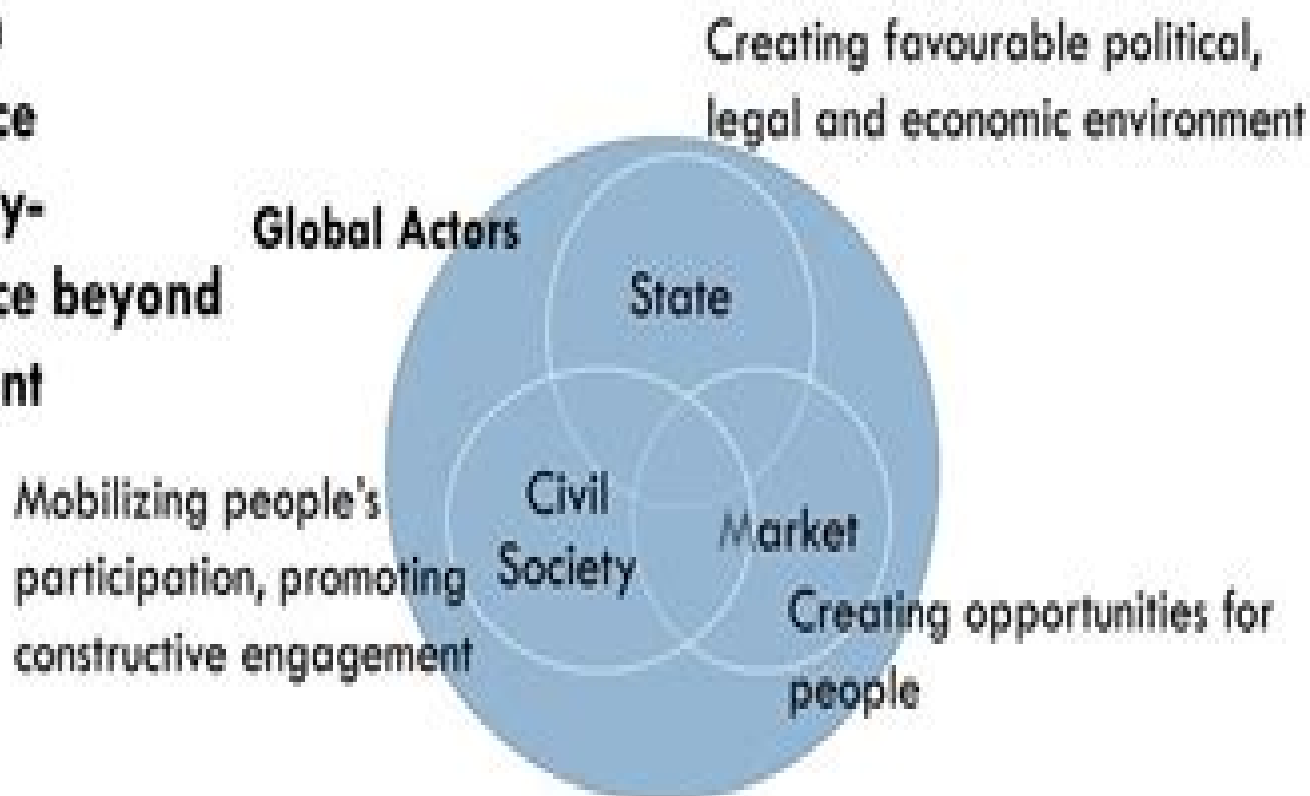 Creating favourable political,
legal and economic environment
ce
y-
Global Actors
ce beyond
nt
State
Mobilizing people's
participation, promoting
constructive engagement
Civil
Society
Market
Creating opportunities for
people